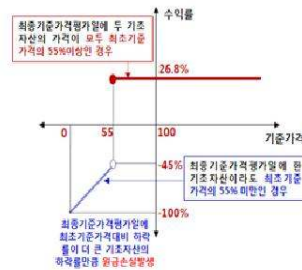 수익률
최종기준가격평가일에 두 기초
자산의 가격이 모두 최초기준
가격의 55%이상인 경우
26.8%
0
55
100
기준가격
-45%
최종기준가격평가일에 한
기초자산이라도 최초기준
가격의 55% 미만인 경우
-100%
최종기준가격평가일에
최초기준가격대비 하락
률이 더 큰 기초자산의
하락률만큼 원금손실발생